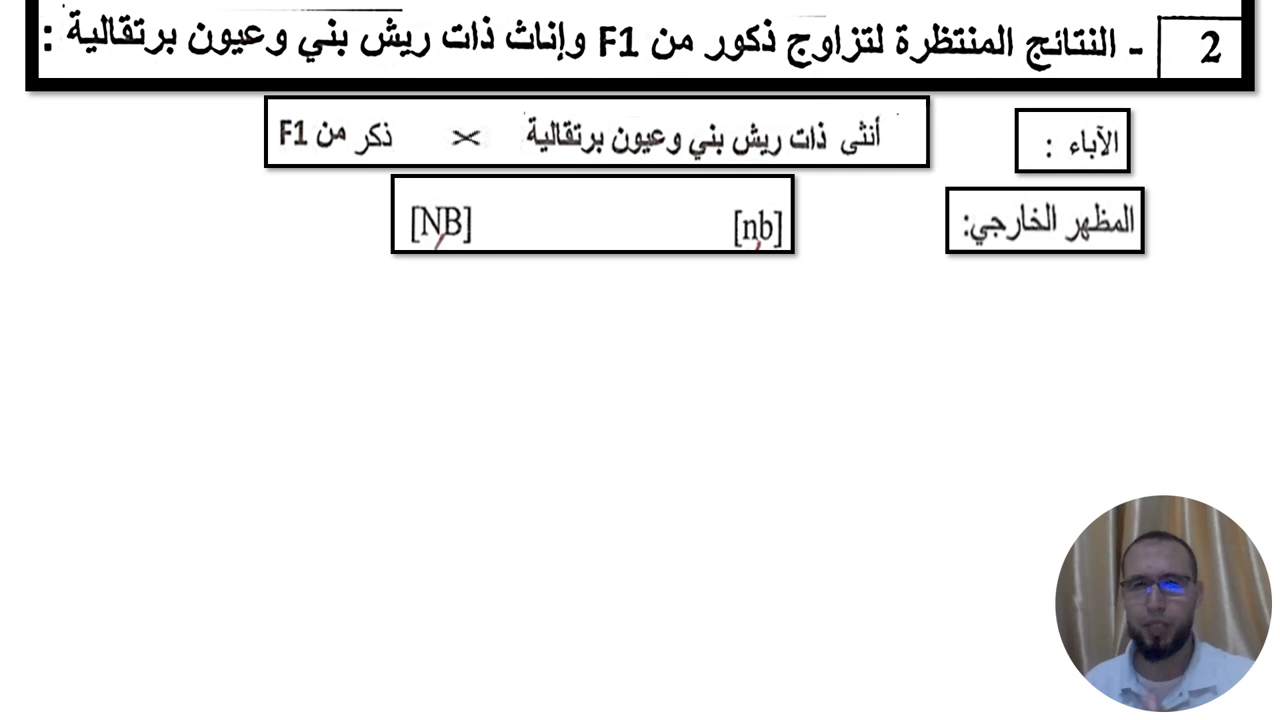 2 - النتائج المنتظرة لتزاوج ذكور من F1 وإناث ذات ريش بني وعيون برتقالية :
الآباء : أنثى ذات ريش بني وعيون برتقالية × ذكر من F1
المظهر الخارجي: [nb] [NB]